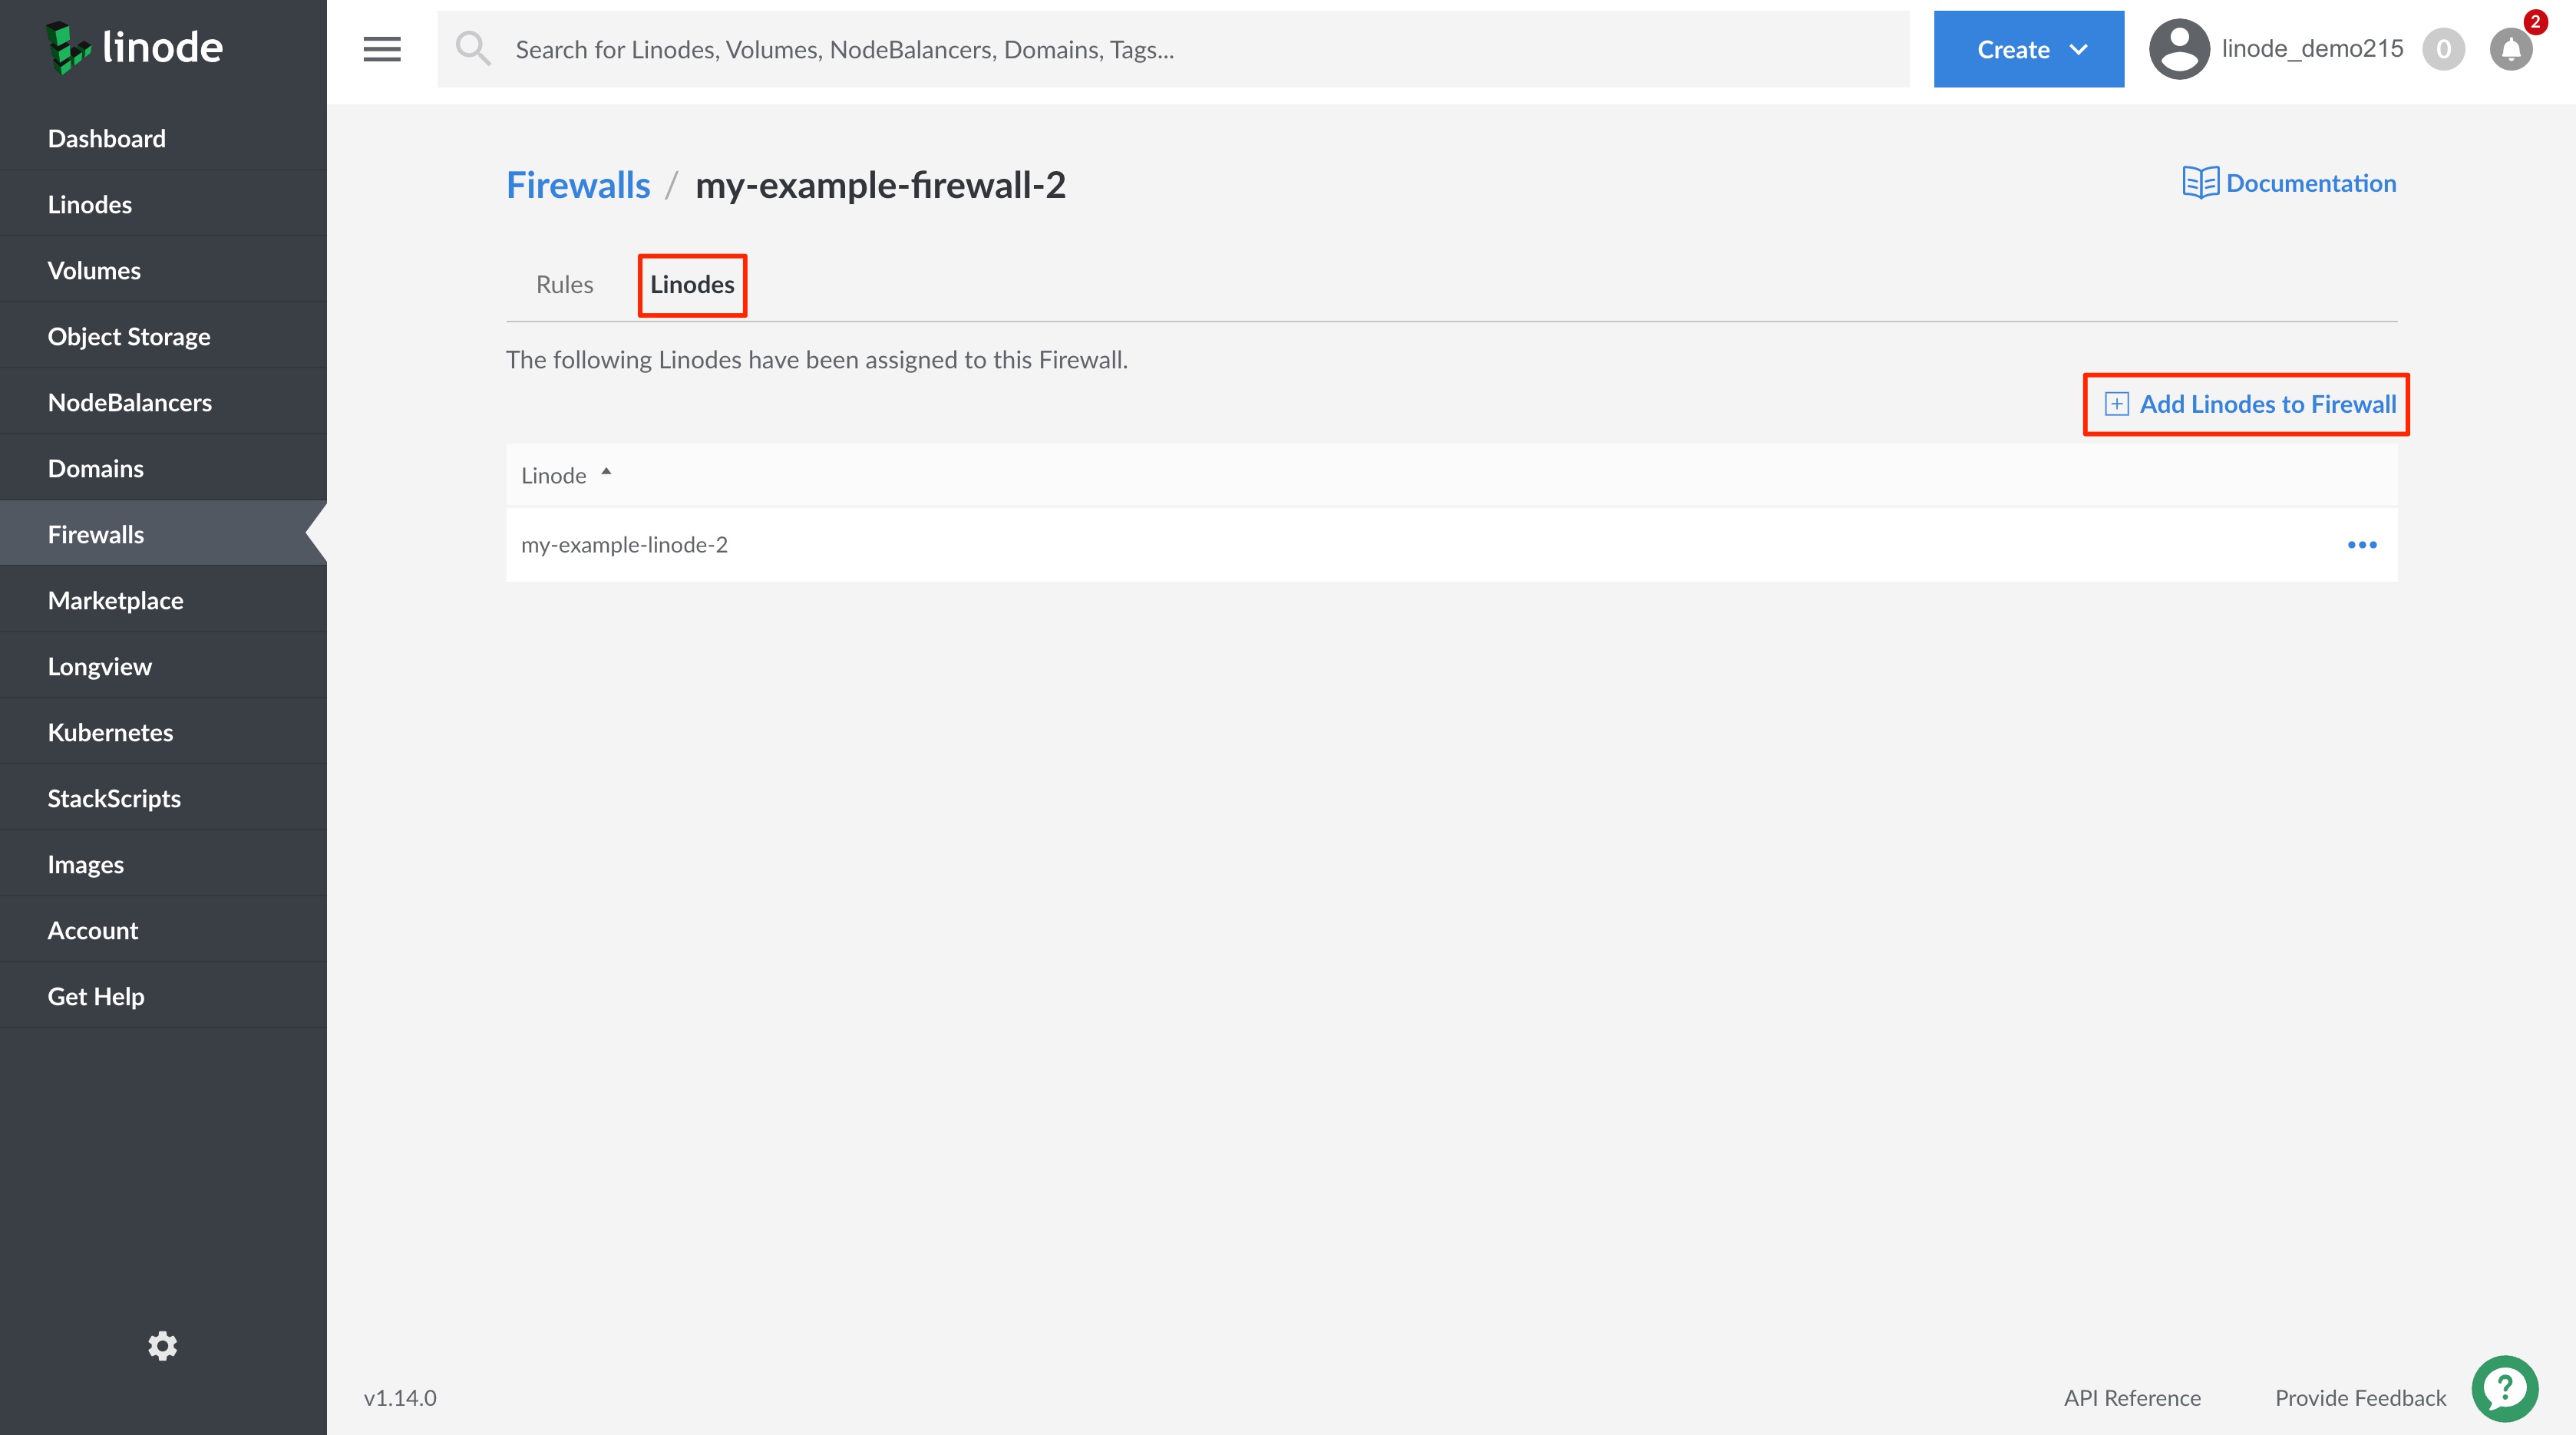 linode
Search for Linodes, Volumes, NodeBalancers, Domains, Tags...
Create
linode_demo215
0
2
Dashboard
Linodes
Volumes
Object Storage
NodeBalancers
Domains
Firewalls
Marketplace
Longview
Kubernetes
StackScripts
Images
Account
Get Help
Firewalls / my-example-firewall-2
Documentation
Rules
Linodes
The following Linodes have been assigned to this Firewall.
Add Linodes to Firewall
Linode
my-example-linode-2
v1.14.0
API Reference
Provide Feedback
?